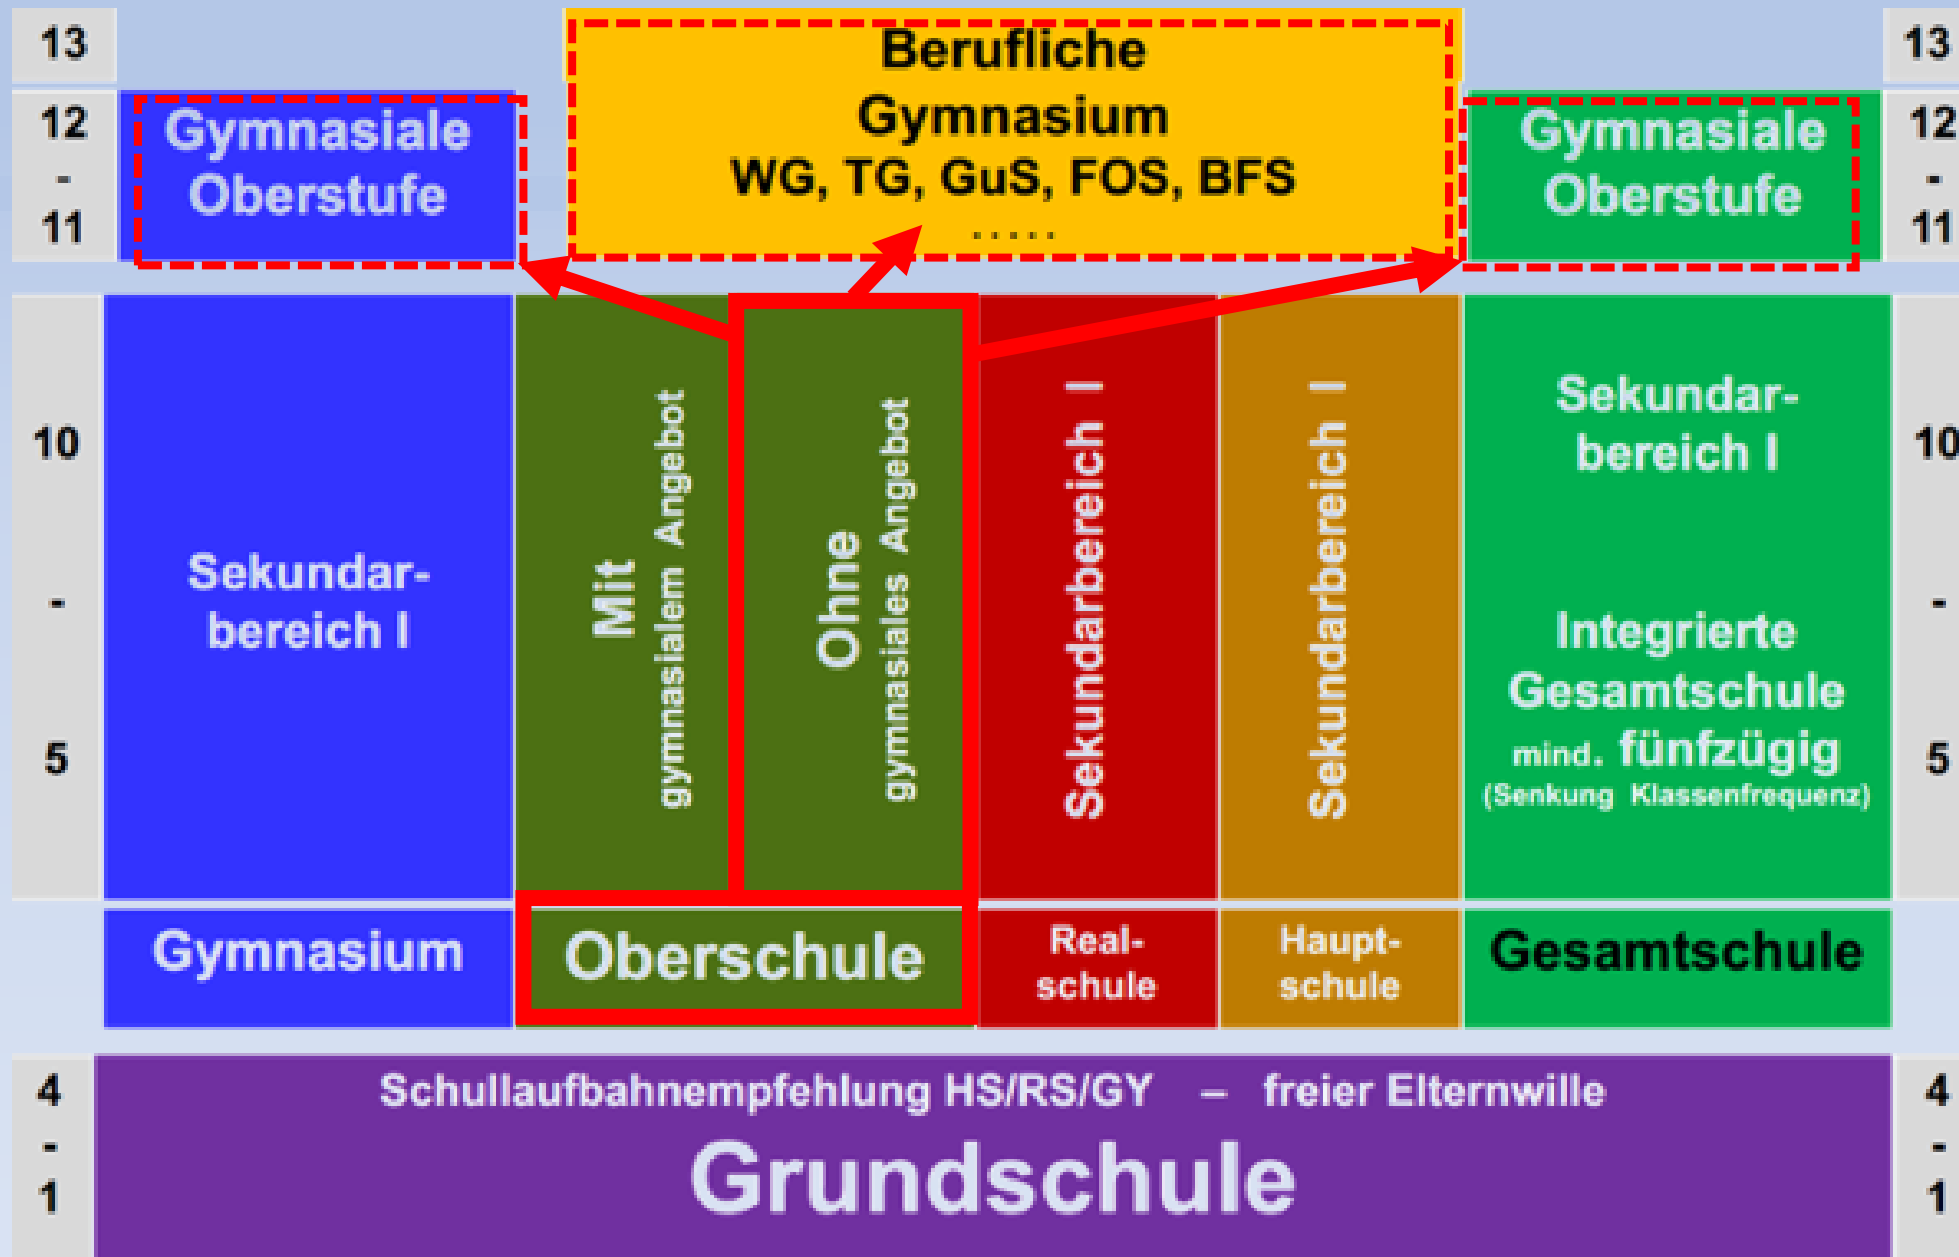 13
Berufliche
13
12
-
11
Gymnasiale
Oberstufe
Gymnasium
WG, TG, GuS, FOS, BFS
.....
Gymnasiale
Oberstufe
12
-
11
10
-
5
Sekundar-
bereich I
Mit
gymnasialem Angebot
Ohne
gymnasiales Angebot
Sekundarbereich I
Sekundarbereich I
Sekundar-
bereich I
Integrierte
Gesamtschule
mind. fünfzügig
(Senkung Klassenfrequenz)
10
-
5
Gymnasium
Oberschule
Real-
schule
Haupt-
schule
Gesamtschule
4
-
1
Schullaufbahnempfehlung HS/RS/GY – freier Elternwille
Grundschule
4
-
1